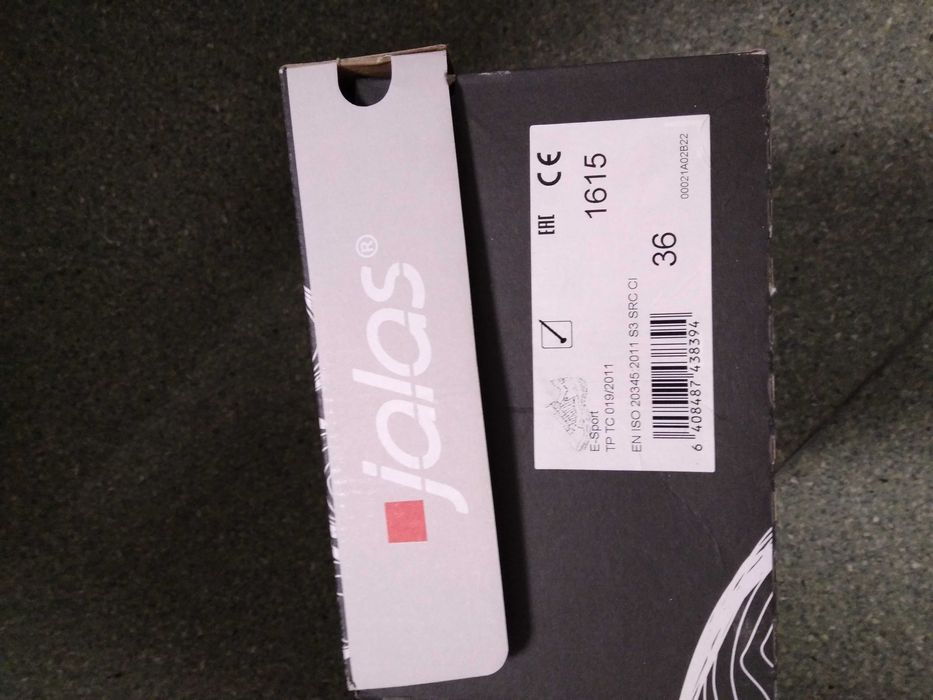 jalas®
EAC CE
1615
E-Sport
TP TC 019/2011
EN ISO 20345:2011 S3 SRC CI
36
6 408487 438394
00021A02B22